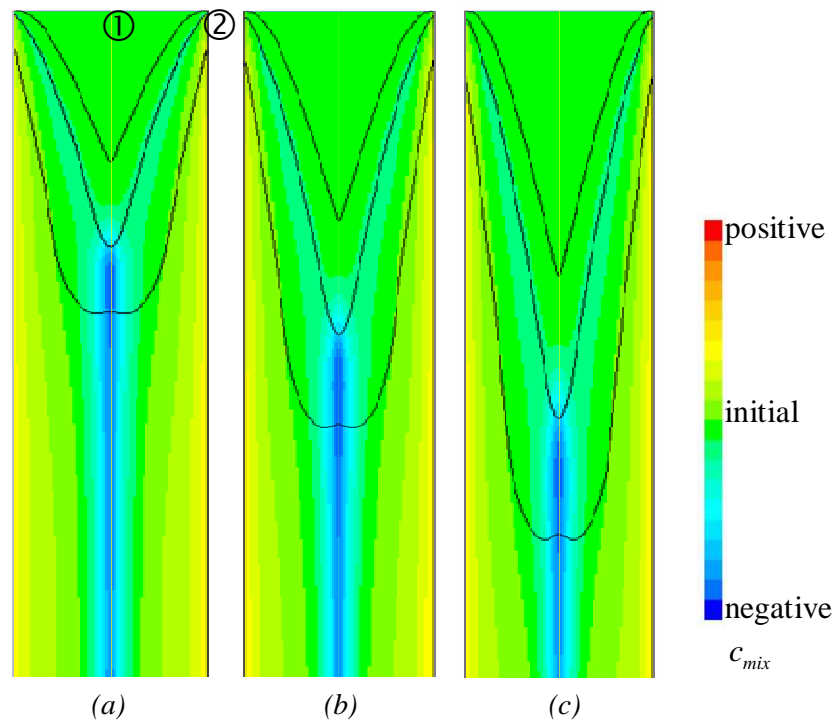 ① ②
positive
initial
negative
c_mix
(a) (b) (c)